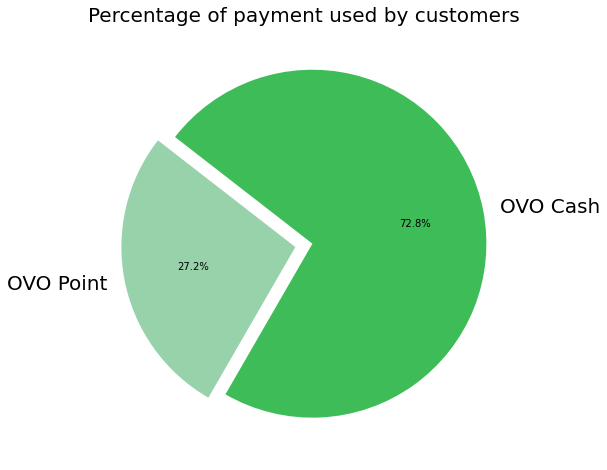 Percentage of payment used by customers
OVO Cash
72.8%
27.2%
OVO Point